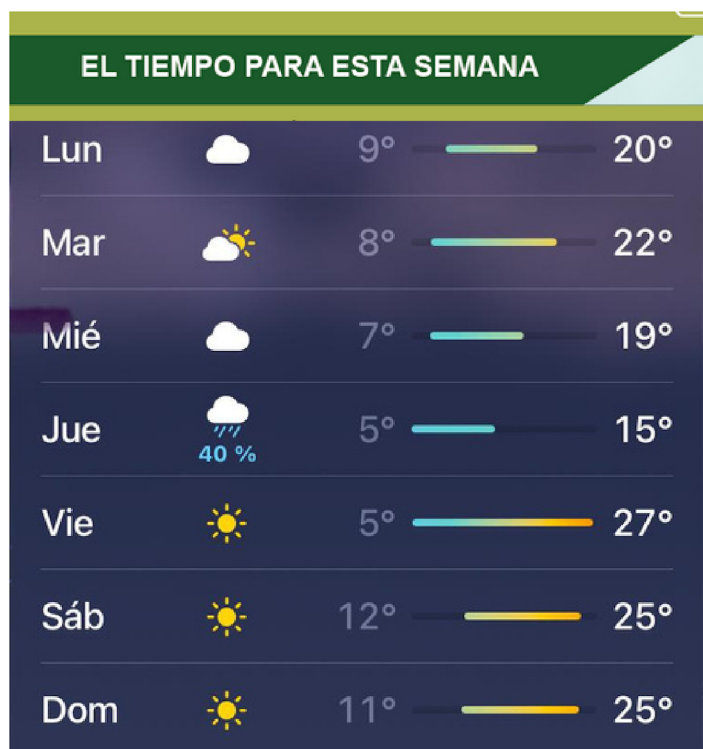 EL TIEMPO PARA ESTA SEMANA
Lun 9° 20°
Mar 8° 22°
Mié 7° 19°
Jue 40 % 5° 15°
Vie 5° 27°
Sáb 12° 25°
Dom 11° 25°